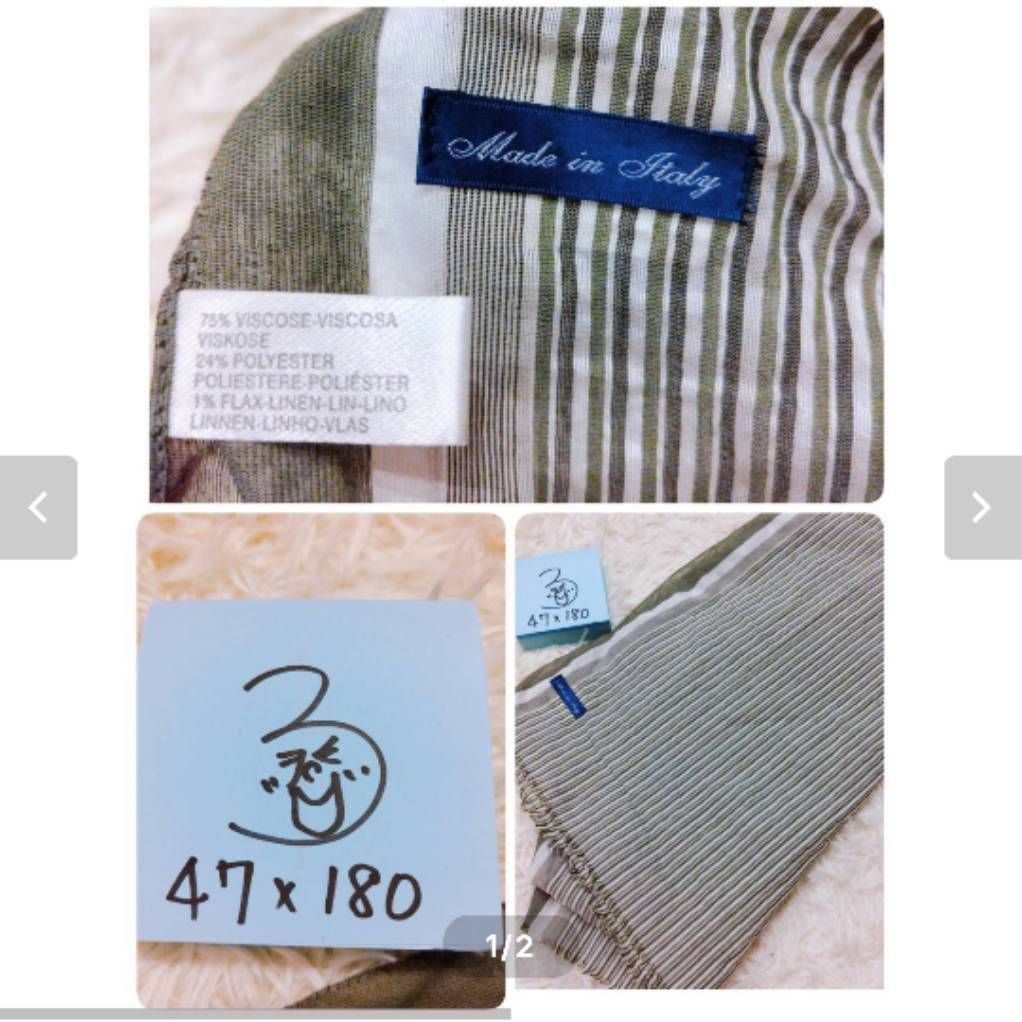 Made in Italy
75% VISCOSE-VISCOSA
VISKOSE
24% POLYESTER
POLIESTERE-POLIÉSTER
1% FLAX-LINEN-LIN-LINO
LINNEN-LINHO-VLAS
47 x 180
47 x 180
1/2